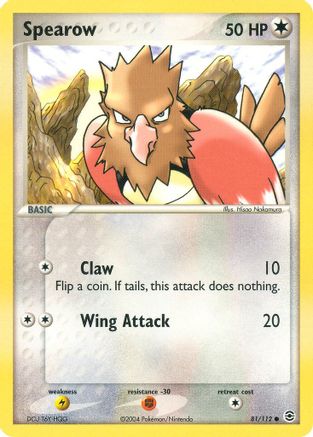 Spearow 50 HP
Illus. Hisao Nakamura
BASIC
Claw 10
Flip a coin. If tails, this attack does nothing.
Wing Attack 20
weakness resistance -30 retreat cost
©2004 Pokémon/Nintendo 81/112